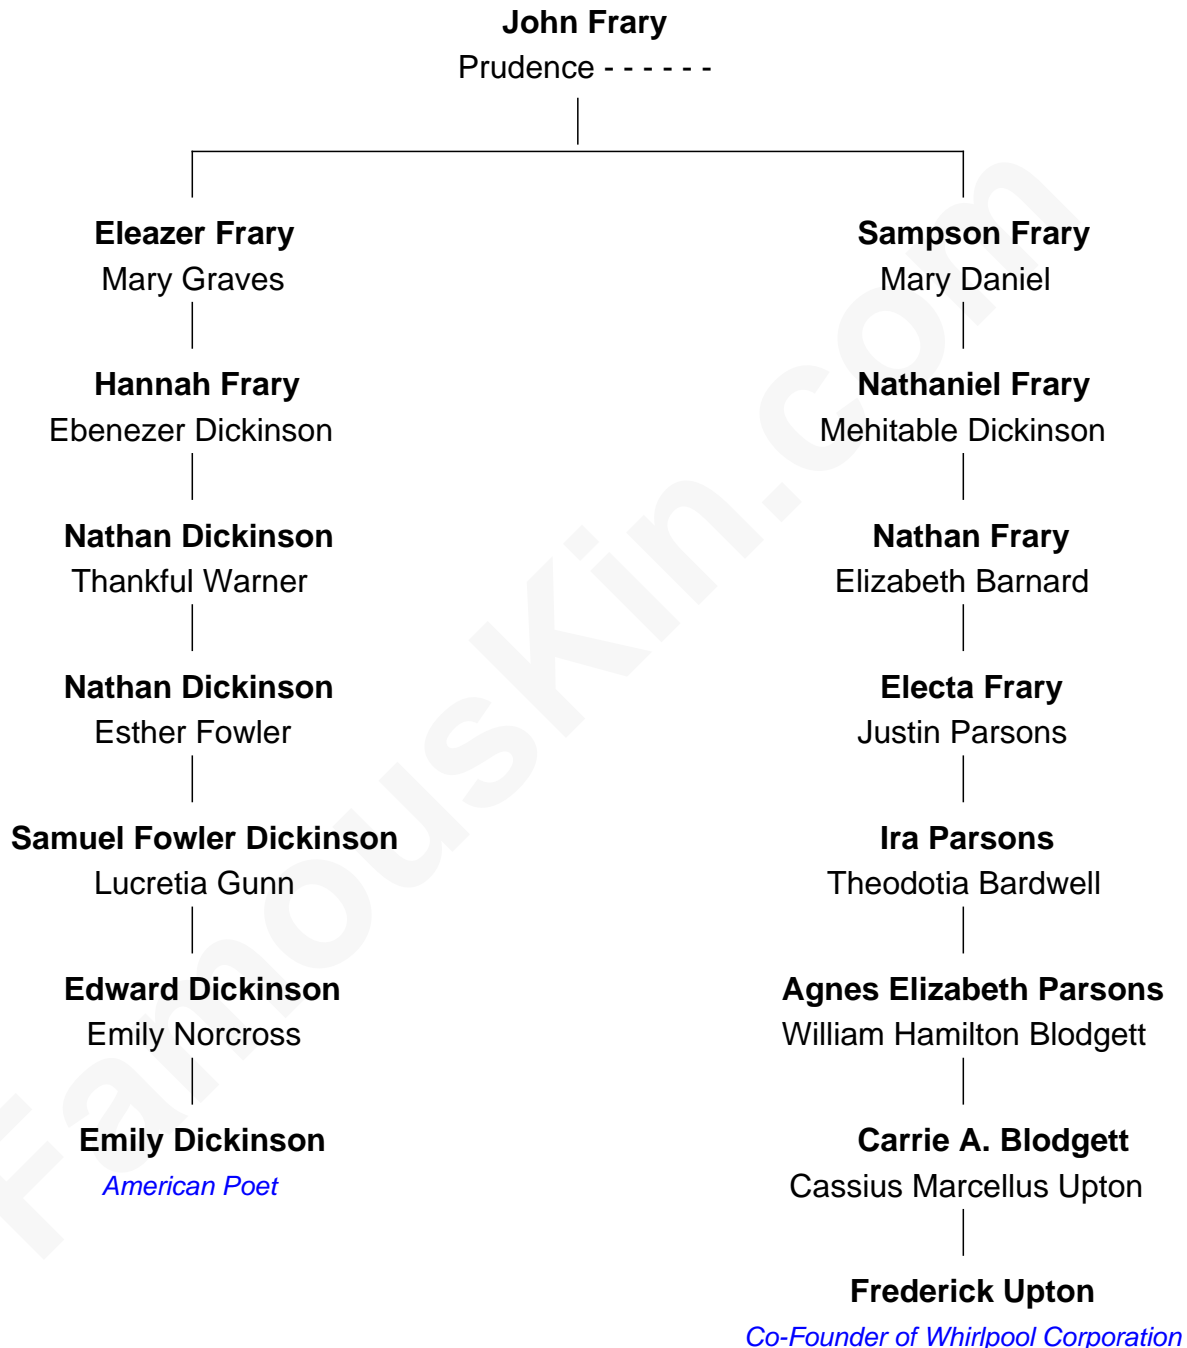 John Frary
Prudence - - - - - -
Eleazer Frary
Mary Graves
Sampson Frary
Mary Daniel
Hannah Frary
Ebenezer Dickinson
Nathaniel Frary
Mehitable Dickinson
Nathan Dickinson
Thankful Warner
Nathan Frary
Elizabeth Barnard
Nathan Dickinson
Esther Fowler
Electa Frary
Justin Parsons
Samuel Fowler Dickinson
Lucretia Gunn
Ira Parsons
Theodotia Bardwell
Edward Dickinson
Emily Norcross
Agnes Elizabeth Parsons
William Hamilton Blodgett
Emily Dickinson
American Poet
Carrie A. Blodgett
Cassius Marcellus Upton
Frederick Upton
Co-Founder of Whirlpool Corporation
FamousKin.com